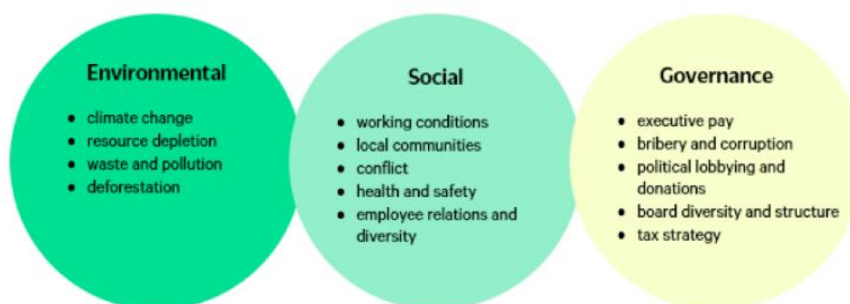 Environmental
• climate change
• resource depletion
• waste and pollution
• deforestation
Social
• working conditions
• local communities
• conflict
• health and safety
• employee relations and
diversity
Governance
• executive pay
• bribery and corruption
• political lobbying and
donations
• board diversity and structure
• tax strategy